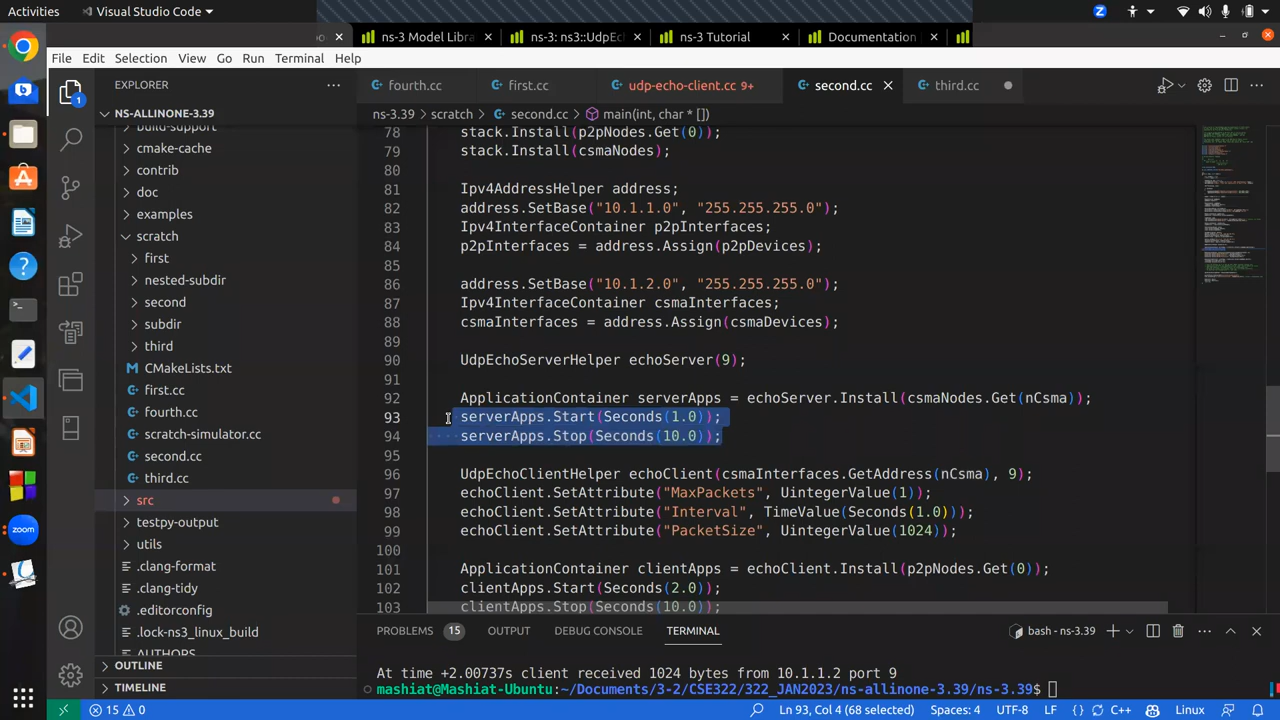 Activities
Visual Studio Code
ns-3 Model Libra
ns-3: ns3::UdpEc
ns-3 Tutorial
Documentation
File Edit Selection View Go Run Terminal Help
EXPLORER
fourth.cc
first.cc
udp-echo-client.cc 9+
second.cc
third.cc
NS-ALLINONE-3.39
ns-3.39 > scratch > second.cc > main(int, char * [])
build-support
cmake-cache
contrib
doc
examples
scratch
first
nested-subdir
second
subdir
third
CMakeLists.txt
first.cc
fourth.cc
scratch-simulator.cc
second.cc
third.cc
src
testpy-output
utils
.clang-format
.clang-tidy
.editorconfig
.lock-ns3_linux_build
AUTHORS
OUTLINE
TIMELINE
78 stack.Install(p2pNodes.Get(0));
79 stack.Install(csmaNodes);
80
81 Ipv4AddressHelper address;
82 address.SetBase("10.1.1.0", "255.255.255.0");
83 Ipv4InterfaceContainer p2pInterfaces;
84 p2pInterfaces = address.Assign(p2pDevices);
85
86 address.SetBase("10.1.2.0", "255.255.255.0");
87 Ipv4InterfaceContainer csmaInterfaces;
88 csmaInterfaces = address.Assign(csmaDevices);
89
90 UdpEchoServerHelper echoServer(9);
91
92 ApplicationContainer serverApps = echoServer.Install(csmaNodes.Get(nCsma));
93 serverApps.Start(Seconds(1.0));
94 serverApps.Stop(Seconds(10.0));
95
96 UdpEchoClientHelper echoClient(csmaInterfaces.GetAddress(nCsma), 9);
97 echoClient.SetAttribute("MaxPackets", UintegerValue(1));
98 echoClient.SetAttribute("Interval", TimeValue(Seconds(1.0)));
99 echoClient.SetAttribute("PacketSize", UintegerValue(1024));
100
101 ApplicationContainer clientApps = echoClient.Install(p2pNodes.Get(0));
102 clientApps.Start(Seconds(2.0));
103 clientApps.Stop(Seconds(10.0));
PROBLEMS 15 OUTPUT DEBUG CONSOLE TERMINAL
bash - ns-3.39
At time +2.00737s client received 1024 bytes from 10.1.1.2 port 9
mashiat@Mashiat-Ubuntu:~/Documents/3-2/CSE322/322_JAN2023/ns-allinone-3.39/ns-3.39$
15 0
Ln 93, Col 4 (68 selected) Spaces: 4 UTF-8 LF {} C++ Linux
zoom
1